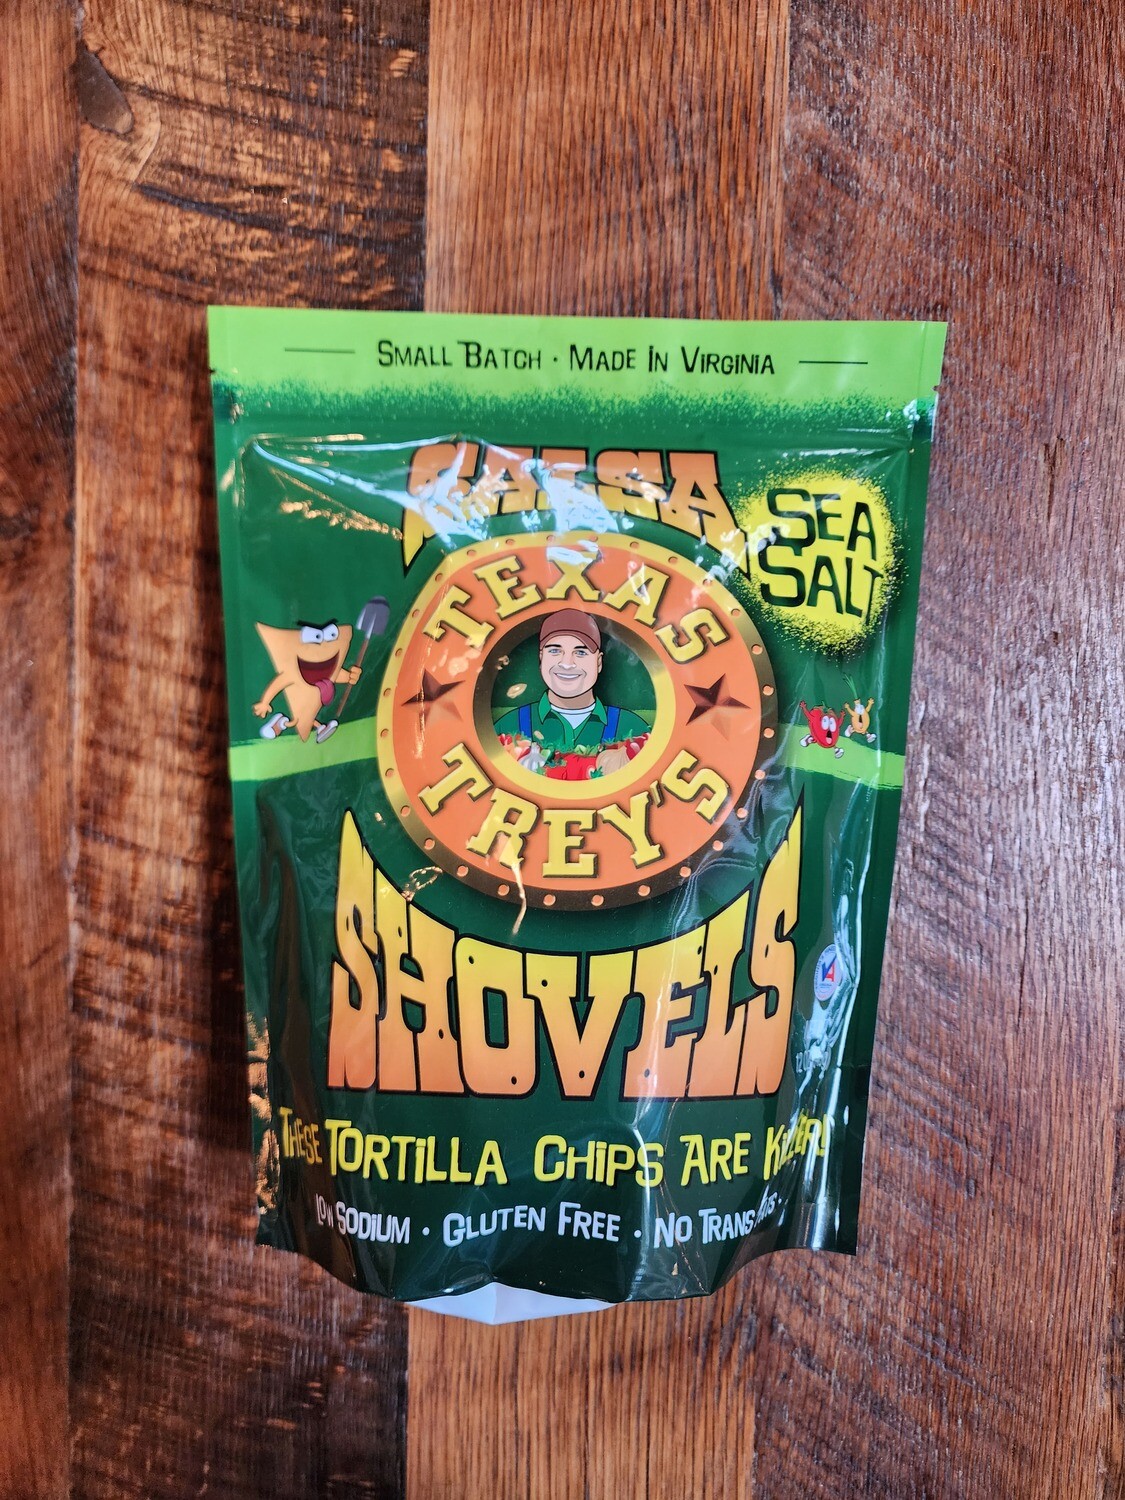 SMALL BATCH · MADE IN VIRGINIA
SALSA
SEA
SALT
TEXAS
TREY'S
SHOVELS
THESE TORTILLA CHIPS ARE KILLER!
LOW SODIUM · GLUTEN FREE · NO TRANS FATS